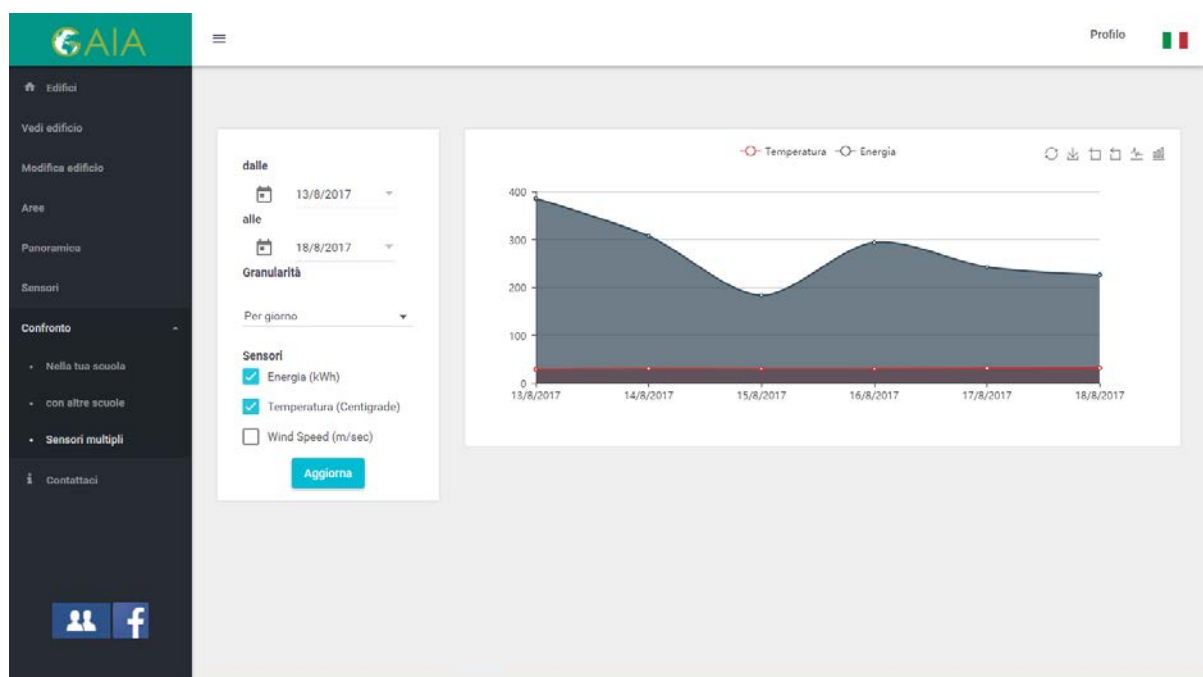 GAIA
Profilo
Edifici
Vedi edificio
Modifica edificio
Aree
Panoramica
Sensori
Confronto
Nella tua scuola
con altre scuole
Sensori multipli
Contattaci
dalle
13/8/2017
alle
18/8/2017
Granularità
Per giorno
Sensori
Energia (kWh)
Temperatura (Centigrade)
Wind Speed (m/sec)
Aggiorna
Temperatura Energia
400
300
200
100
0
13/8/2017 14/8/2017 15/8/2017 16/8/2017 17/8/2017 18/8/2017